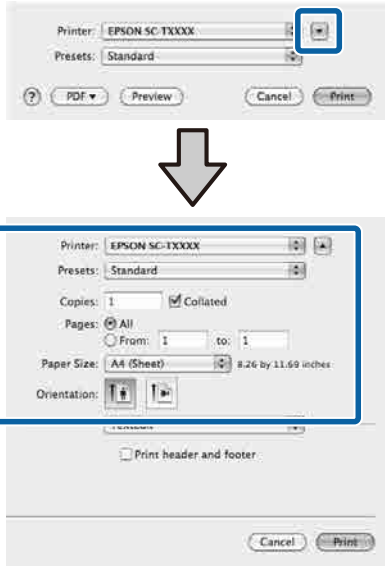 Printer: EPSON SC-TXXXX
Presets: Standard
? PDF Preview Cancel Print
Printer: EPSON SC-TXXXX
Presets: Standard
Copies: 1 Collated
Pages: All
From: 1 to: 1
Paper Size: A4 (Sheet) 8.26 by 11.69 inches
Orientation:
Print header and footer
Cancel Print